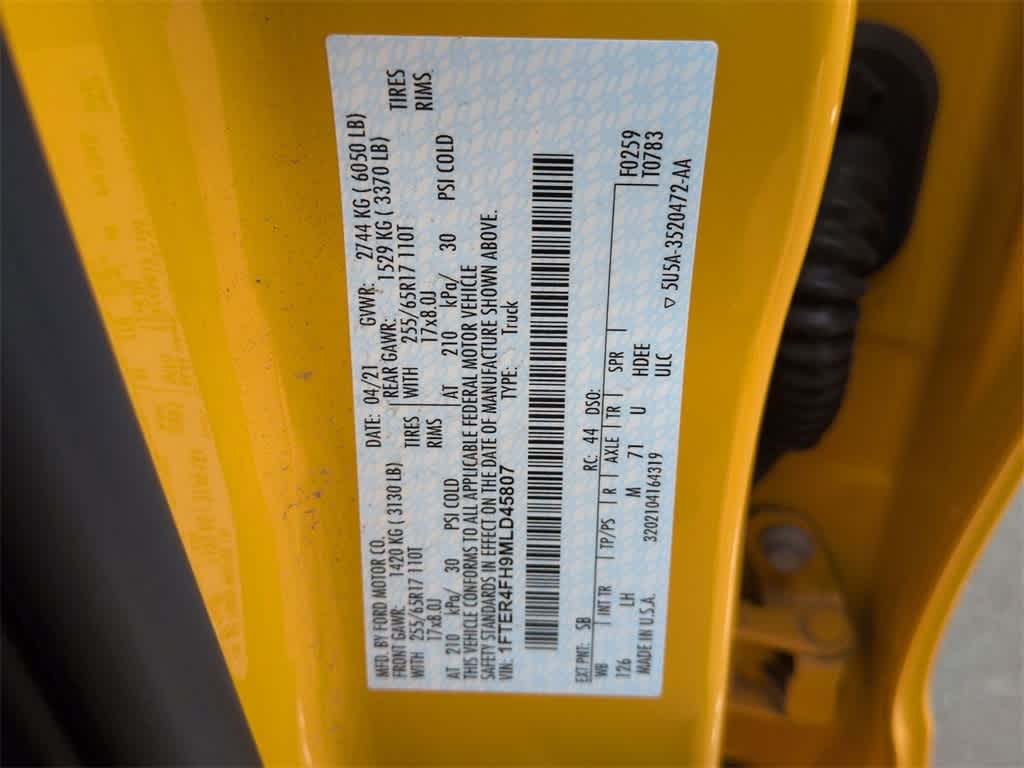 MFD. BY FORD MOTOR CO. DATE: 04/21 GVWR: 2744 KG ( 6050 LB)
FRONT GAWR: 1420 KG ( 3130 LB) REAR GAWR: 1529 KG ( 3370 LB)
WITH 255/65R17 110T TIRES WITH 255/65R17 110T TIRES
17x8.0J RIMS 17x8.0J RIMS
AT 210 kPa/ 30 PSI COLD AT 210 kPa/ 30 PSI COLD
THIS VEHICLE CONFORMS TO ALL APPLICABLE FEDERAL MOTOR VEHICLE
SAFETY STANDARDS IN EFFECT ON THE DATE OF MANUFACTURE SHOWN ABOVE.
VIN: 1FTER4FH9MLD45807 TYPE: Truck
EXT PNT: SB RC: 44 DSO: F0259
WB INT TR TP/PS R AXLE TR SPR T0783
126 LH M 71 U HDEE
MADE IN U.S.A. 3202104164319 ULC
▽ 5U5A-3520472-AA